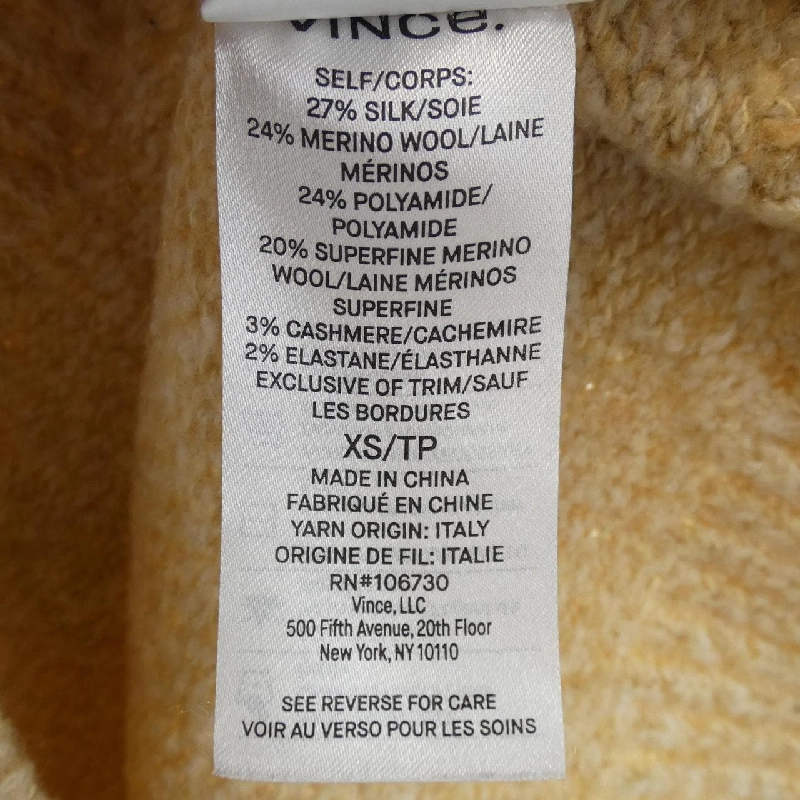 VINCE.
SELF/CORPS:
27% SILK/SOIE
24% MERINO WOOL/LAINE
MÉRINOS
24% POLYAMIDE/
POLYAMIDE
20% SUPERFINE MERINO
WOOL/LAINE MÉRINOS
SUPERFINE
3% CASHMERE/CACHEMIRE
2% ELASTANE/ÉLASTHANNE
EXCLUSIVE OF TRIM/SAUF
LES BORDURES
XS/TP
MADE IN CHINA
FABRIQUÉ EN CHINE
YARN ORIGIN: ITALY
ORIGINE DE FIL: ITALIE
RN#106730
Vince, LLC
500 Fifth Avenue, 20th Floor
New York, NY 10110
SEE REVERSE FOR CARE
VOIR AU VERSO POUR LES SOINS